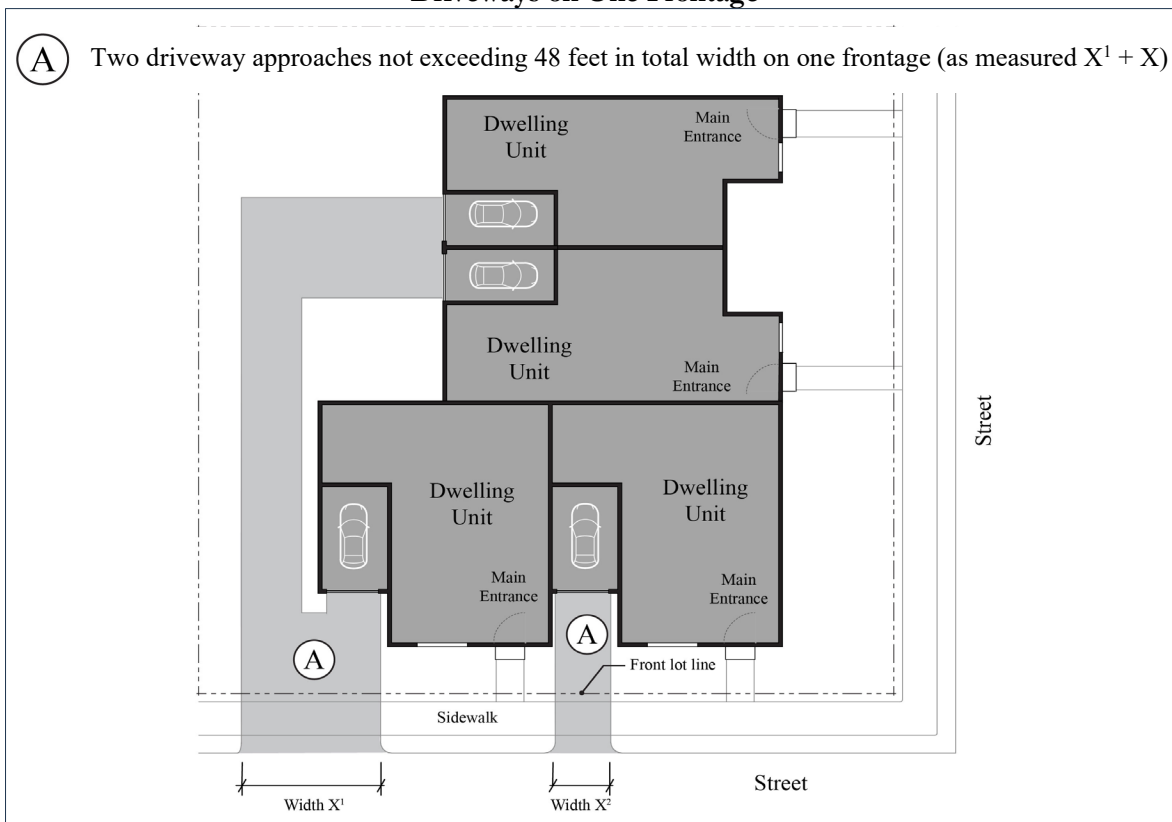 Driveways on One Frontage
A Two driveway approaches not exceeding 48 feet in total width on one frontage (as measured X¹ + X)
Dwelling
Unit
Main
Entrance
Dwelling
Unit
Main
Entrance
Street
Dwelling
Unit
Dwelling
Unit
Main
Entrance
Main
Entrance
A
A
Front lot line
Sidewalk
Street
Width X¹
Width X²